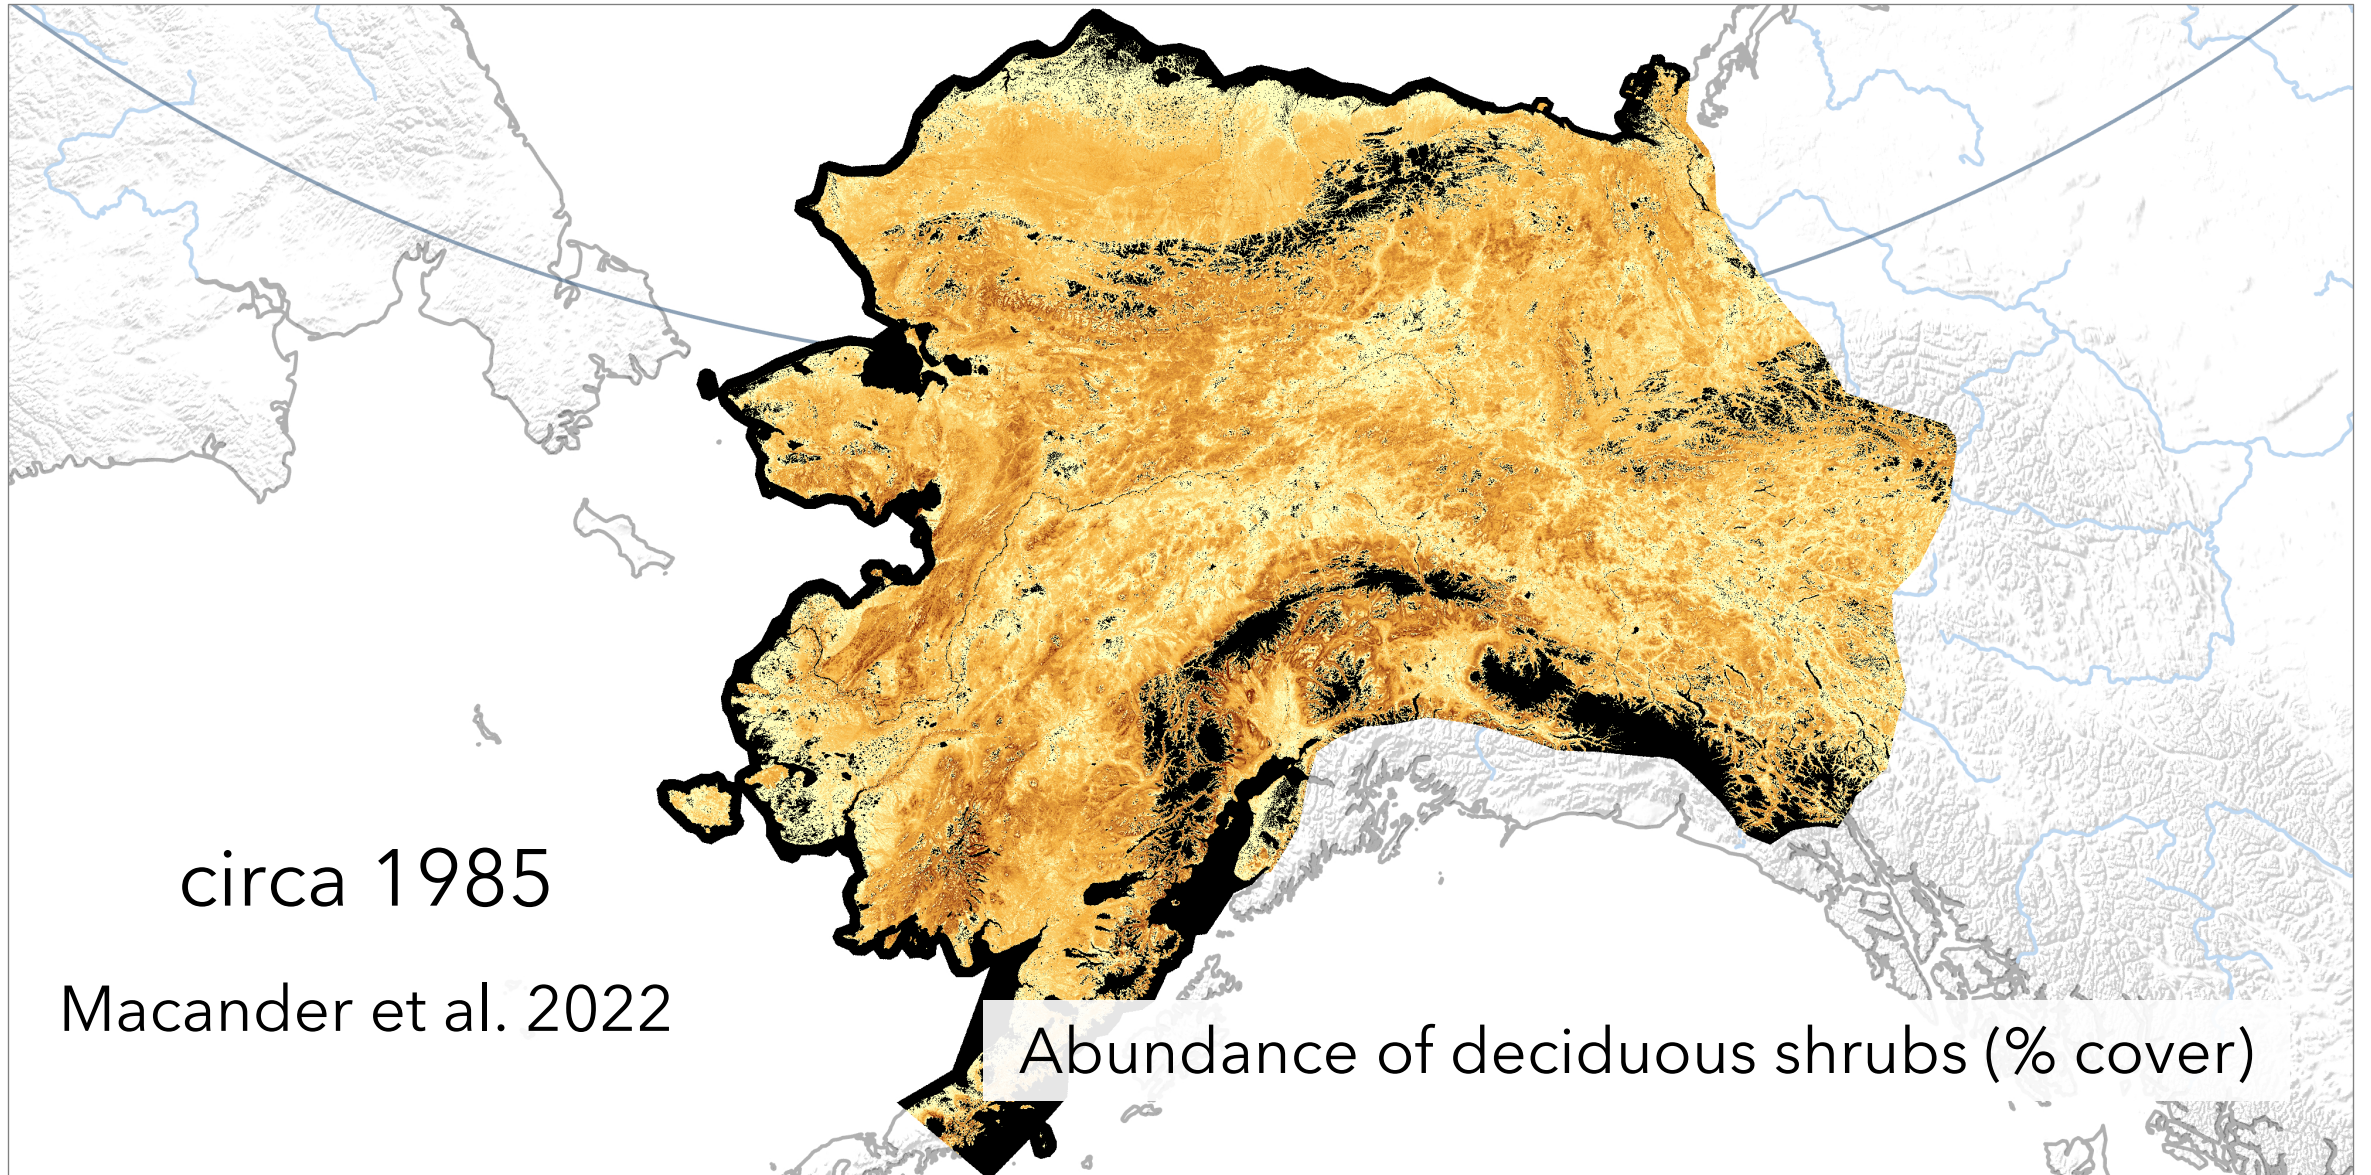 circa 1985
Macander et al. 2022
Abundance of deciduous shrubs (% cover)